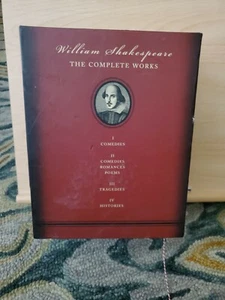 William Shakespeare
THE COMPLETE WORKS
I
COMEDIES
II
COMEDIES
ROMANCES
POEMS
III
TRAGEDIES
IV
HISTORIES